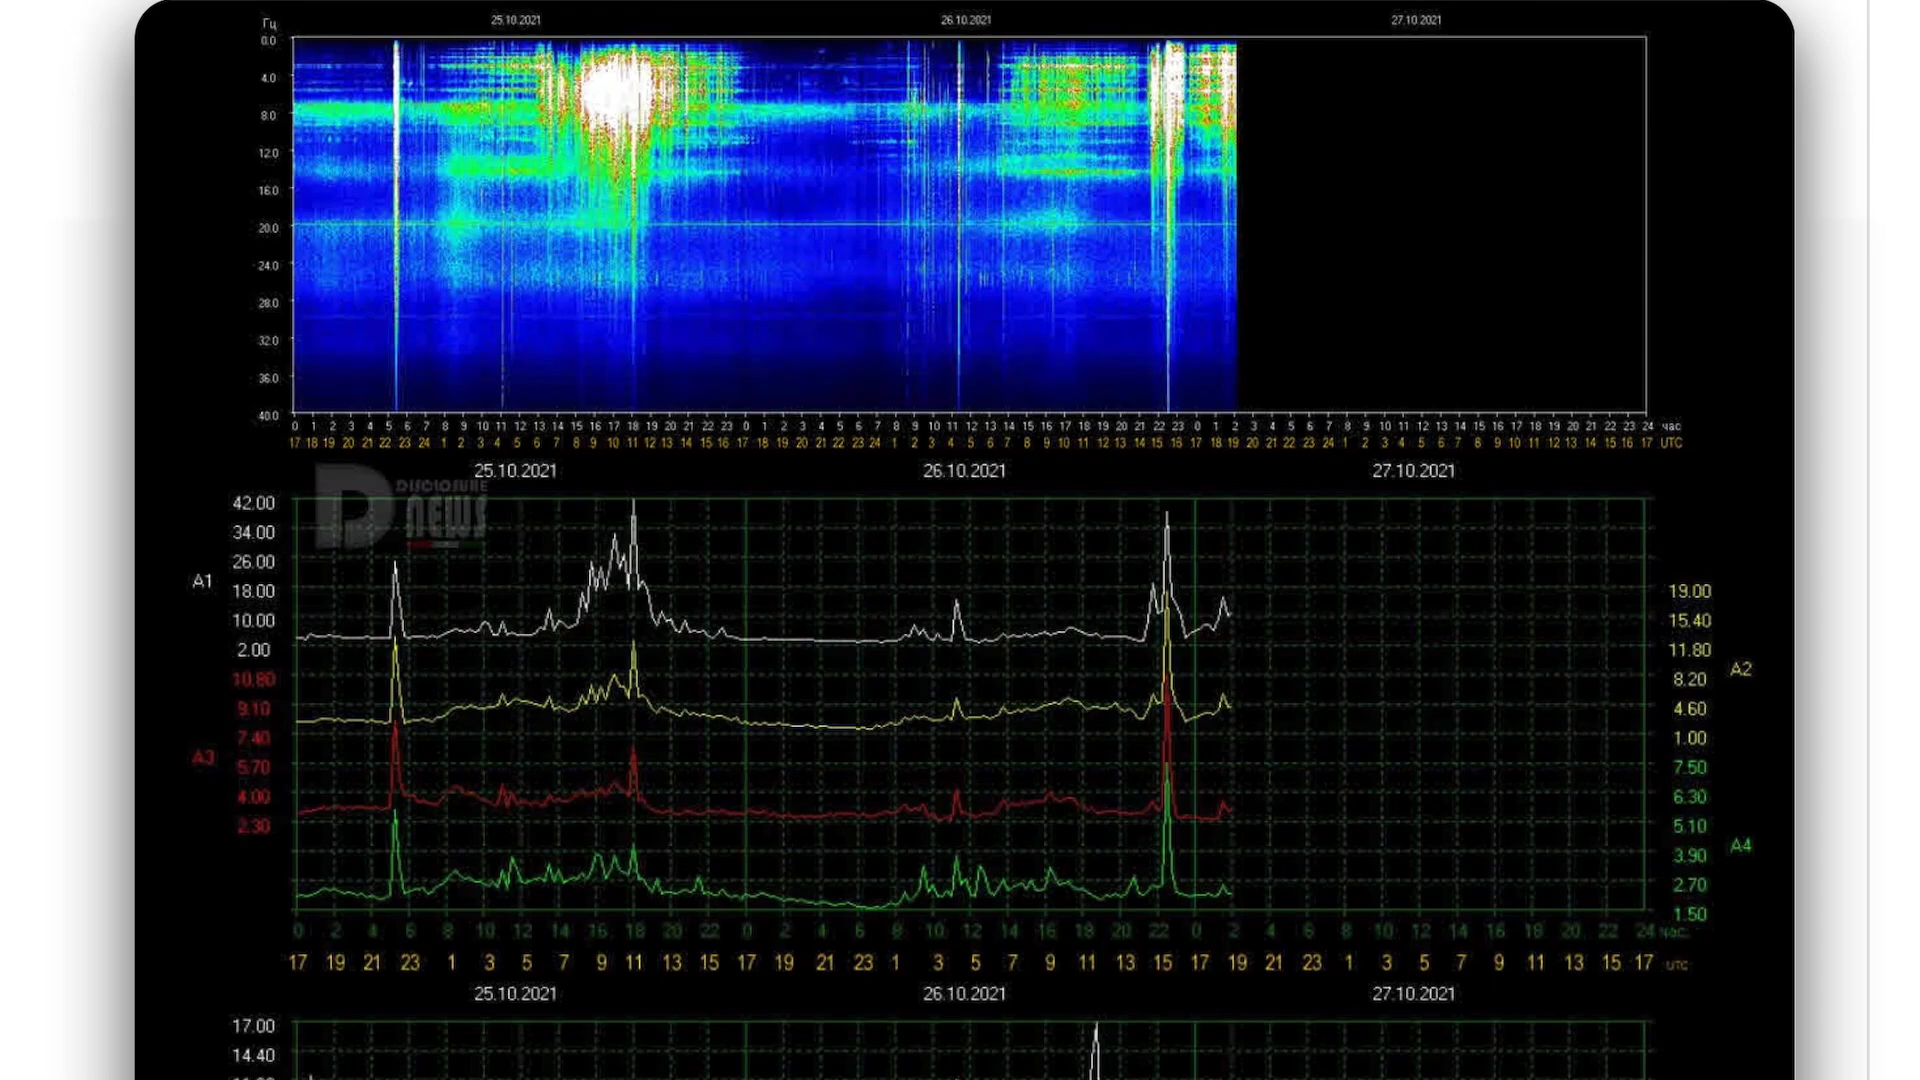 Гц 25.10.2021 26.10.2021 27.10.2021
0.0
4.0
8.0
12.0
16.0
20.0
24.0
28.0
32.0
36.0
40.0
0 1 2 3 4 5 6 7 8 9 10 11 12 13 14 15 16 17 18 19 20 21 22 23 0 1 2 3 4 5 6 7 8 9 10 11 12 13 14 15 16 17 18 19 20 21 22 23 0 1 2 3 4 5 6 7 8 9 10 11 12 13 14 15 16 17 18 19 20 21 22 23 24 час
17 18 19 20 21 22 23 24 1 2 3 4 5 6 7 8 9 10 11 12 13 14 15 16 17 18 19 20 21 22 23 24 1 2 3 4 5 6 7 8 9 10 11 12 13 14 15 16 17 18 19 20 21 22 23 24 1 2 3 4 5 6 7 8 9 10 11 12 13 14 15 16 17 UTC
25.10.2021 26.10.2021 27.10.2021
D DISCLOSURE
news
42.00
34.00
26.00
A1 18.00 19.00
10.00 15.40
2.00 11.80 A2
10.80 8.20
9.10 4.60
7.40 1.00
A3 5.70 7.50
4.00 6.30
2.30 5.10
A4
3.90
2.70
1.50
0 2 4 6 8 10 12 14 16 18 20 22 0 2 4 6 8 10 12 14 16 18 20 22 0 2 4 6 8 10 12 14 16 18 20 22 24 час.
17 19 21 23 1 3 5 7 9 11 13 15 17 19 21 23 1 3 5 7 9 11 13 15 17 19 21 23 1 3 5 7 9 11 13 15 17 UTC
25.10.2021 26.10.2021 27.10.2021
17.00
14.40